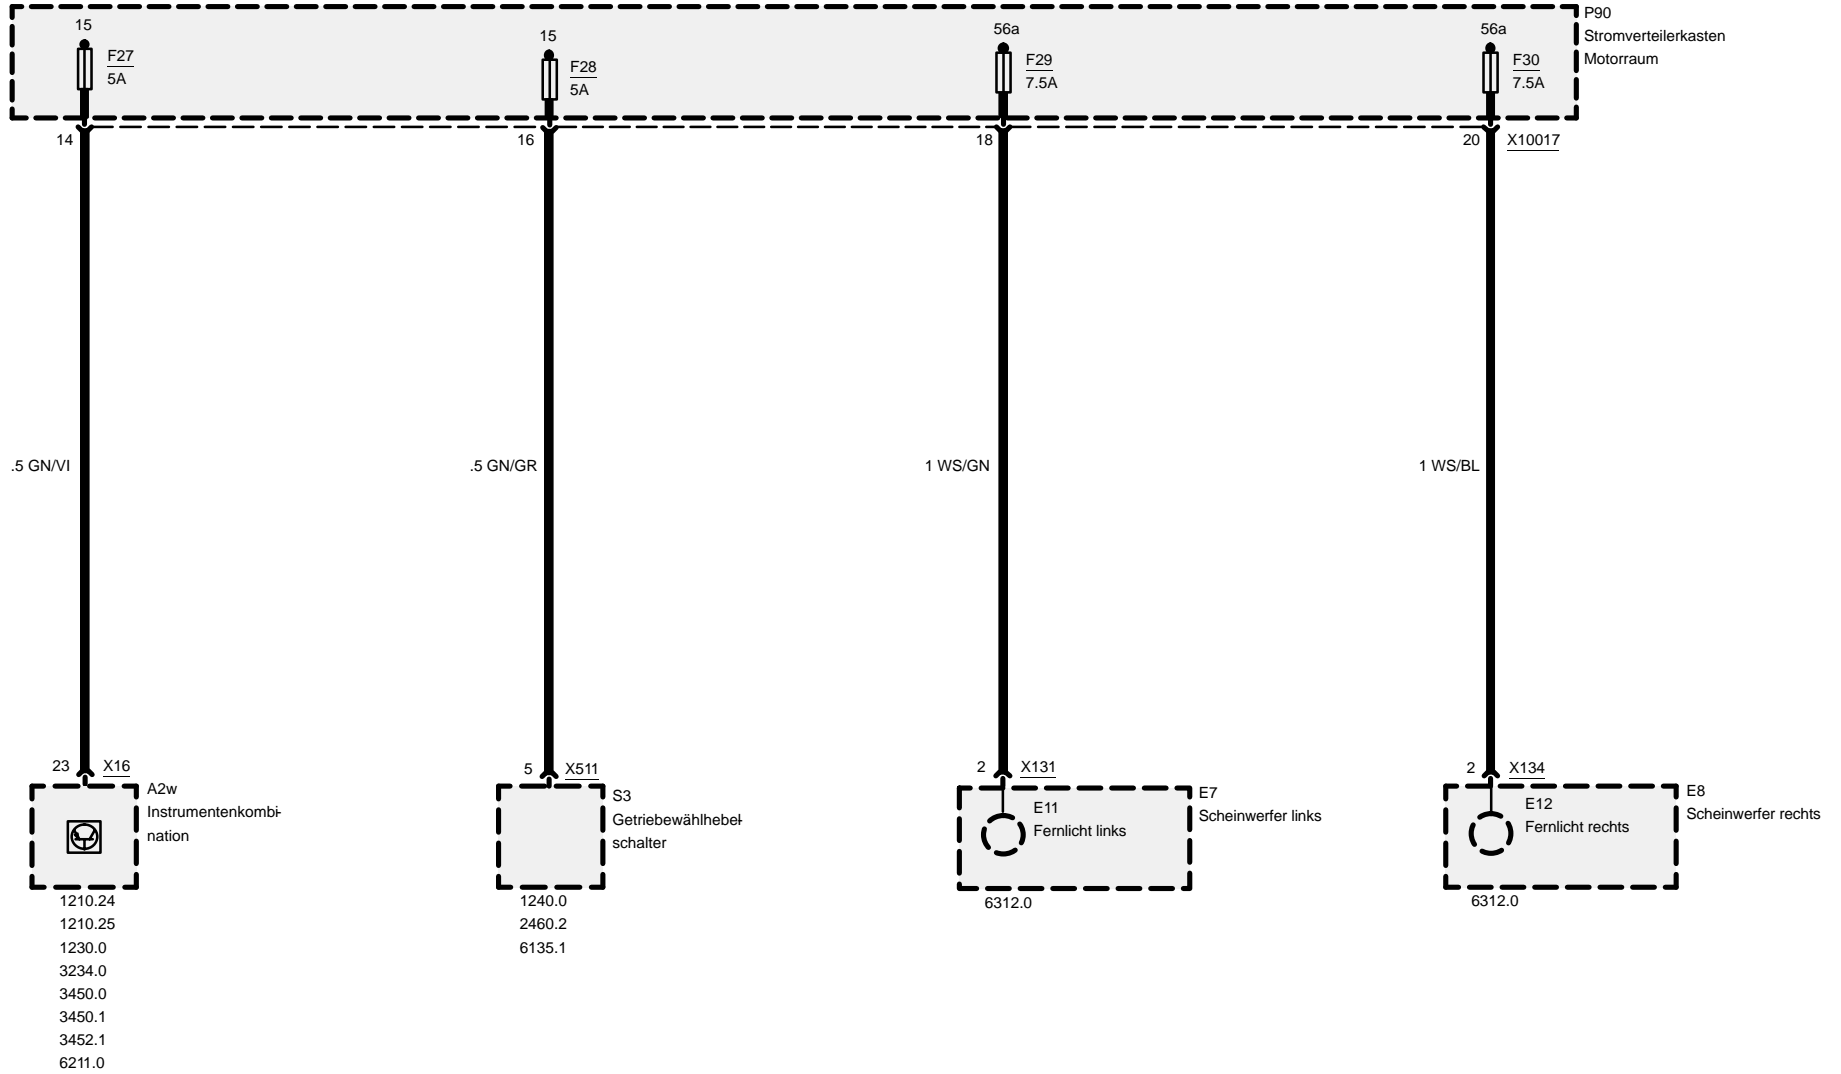 P90
Stromverteilerkasten
Motorraum
15
F27
5A
15
F28
5A
56a
F29
7.5A
56a
F30
7.5A
14
16
18
20
X10017
.5 GN/VI
.5 GN/GR
1 WS/GN
1 WS/BL
23
X16
A2w
Instrumentenkombi-
nation
1210.24
1210.25
1230.0
3234.0
3450.0
3450.1
3452.1
6211.0
5
X511
S3
Getriebewählhebel-
schalter
1240.0
2460.2
6135.1
2
X131
E7
Scheinwerfer links
E11
Fernlicht links
6312.0
2
X134
E8
Scheinwerfer rechts
E12
Fernlicht rechts
6312.0